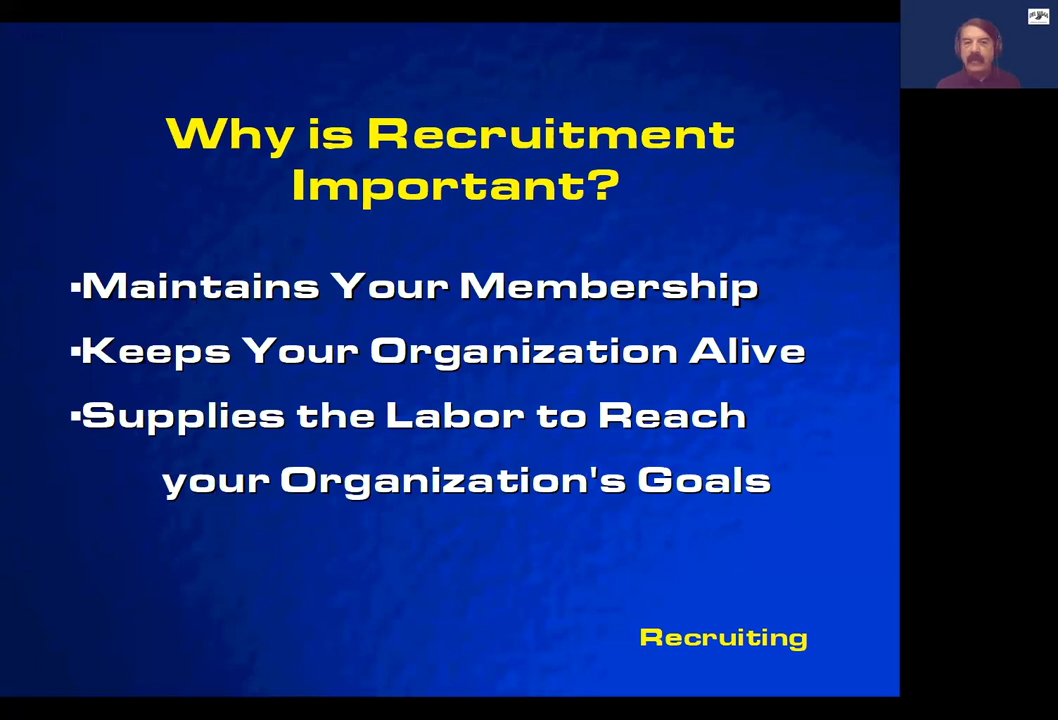 Why is Recruitment
Important?
▪Maintains Your Membership
▪Keeps Your Organization Alive
▪Supplies the Labor to Reach
your Organization's Goals
Recruiting